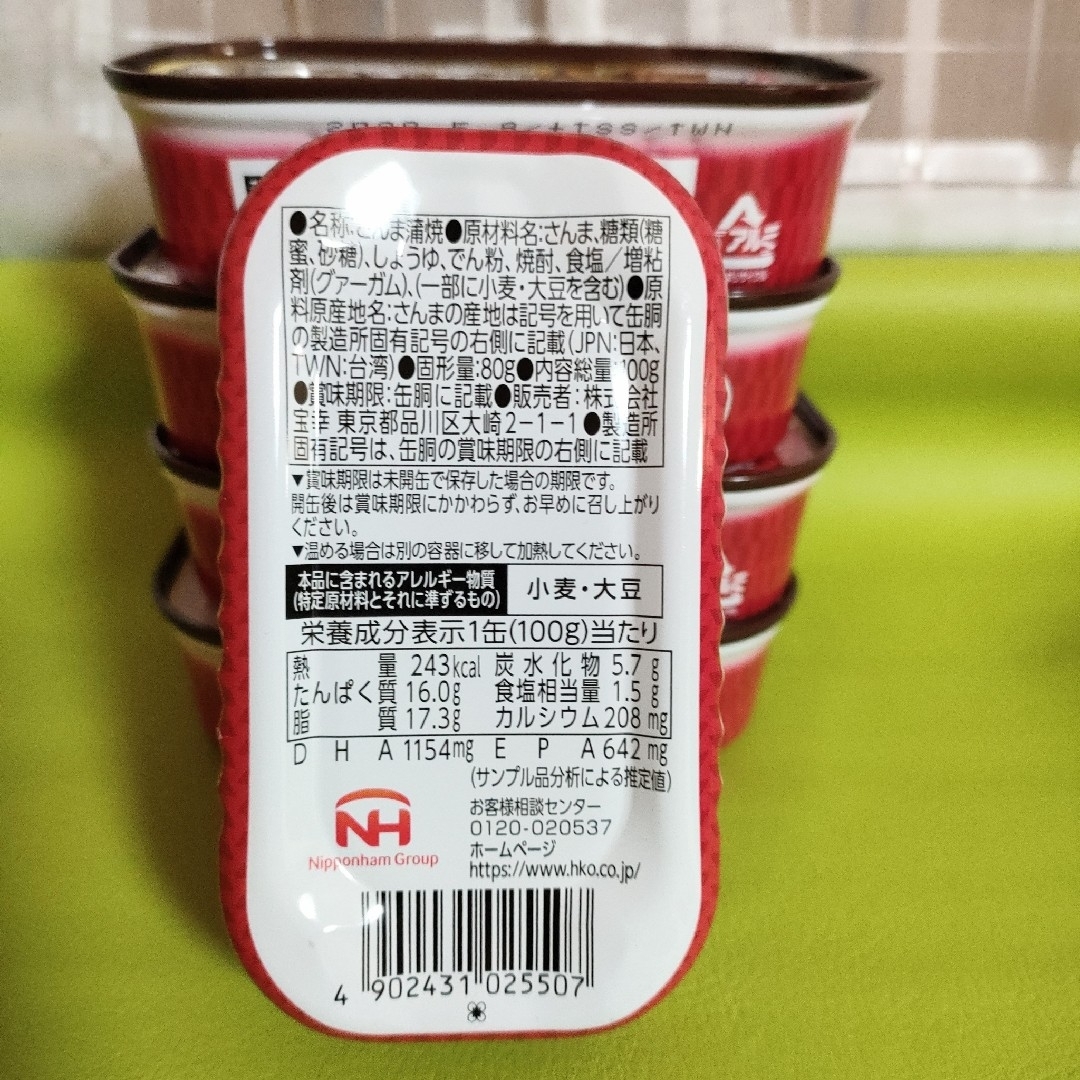 ●名称:さんま蒲焼●原材料名:さんま、糖類(糖
蜜、砂糖)、しょうゆ、でん粉、焼酎、食塩／増粘
剤(グァーガム)、(一部に小麦・大豆を含む)●原
料原産地名:さんまの産地は記号を用いて缶胴
の製造所固有記号の右側に記載(JPN:日本、
TWN:台湾)●固形量:80g●内容総量:100g
●賞味期限:缶胴に記載●販売者:株式会社
宝幸 東京都品川区大崎2-1-1●製造所
固有記号は、缶胴の賞味期限の右側に記載
▼賞味期限は未開缶で保存した場合の期限です。
開缶後は賞味期限にかかわらず、お早めに召し上がり
ください。
▼温める場合は別の容器に移して加熱してください。
本品に含まれるアレルギー物質
(特定原材料とそれに準ずるもの)
小麦・大豆
栄養成分表示1缶(100g)当たり
熱量 243kcal 炭水化物 5.7g
たんぱく質 16.0g 食塩相当量 1.5g
脂質 17.3g カルシウム 208mg
DHA 1154mg EPA 642mg
(サンプル品分析による推定値)
NH
Nipponham Group
お客様相談センター
0120-020537
ホームページ
https://www.hko.co.jp/
4 902431 025507
アルミ